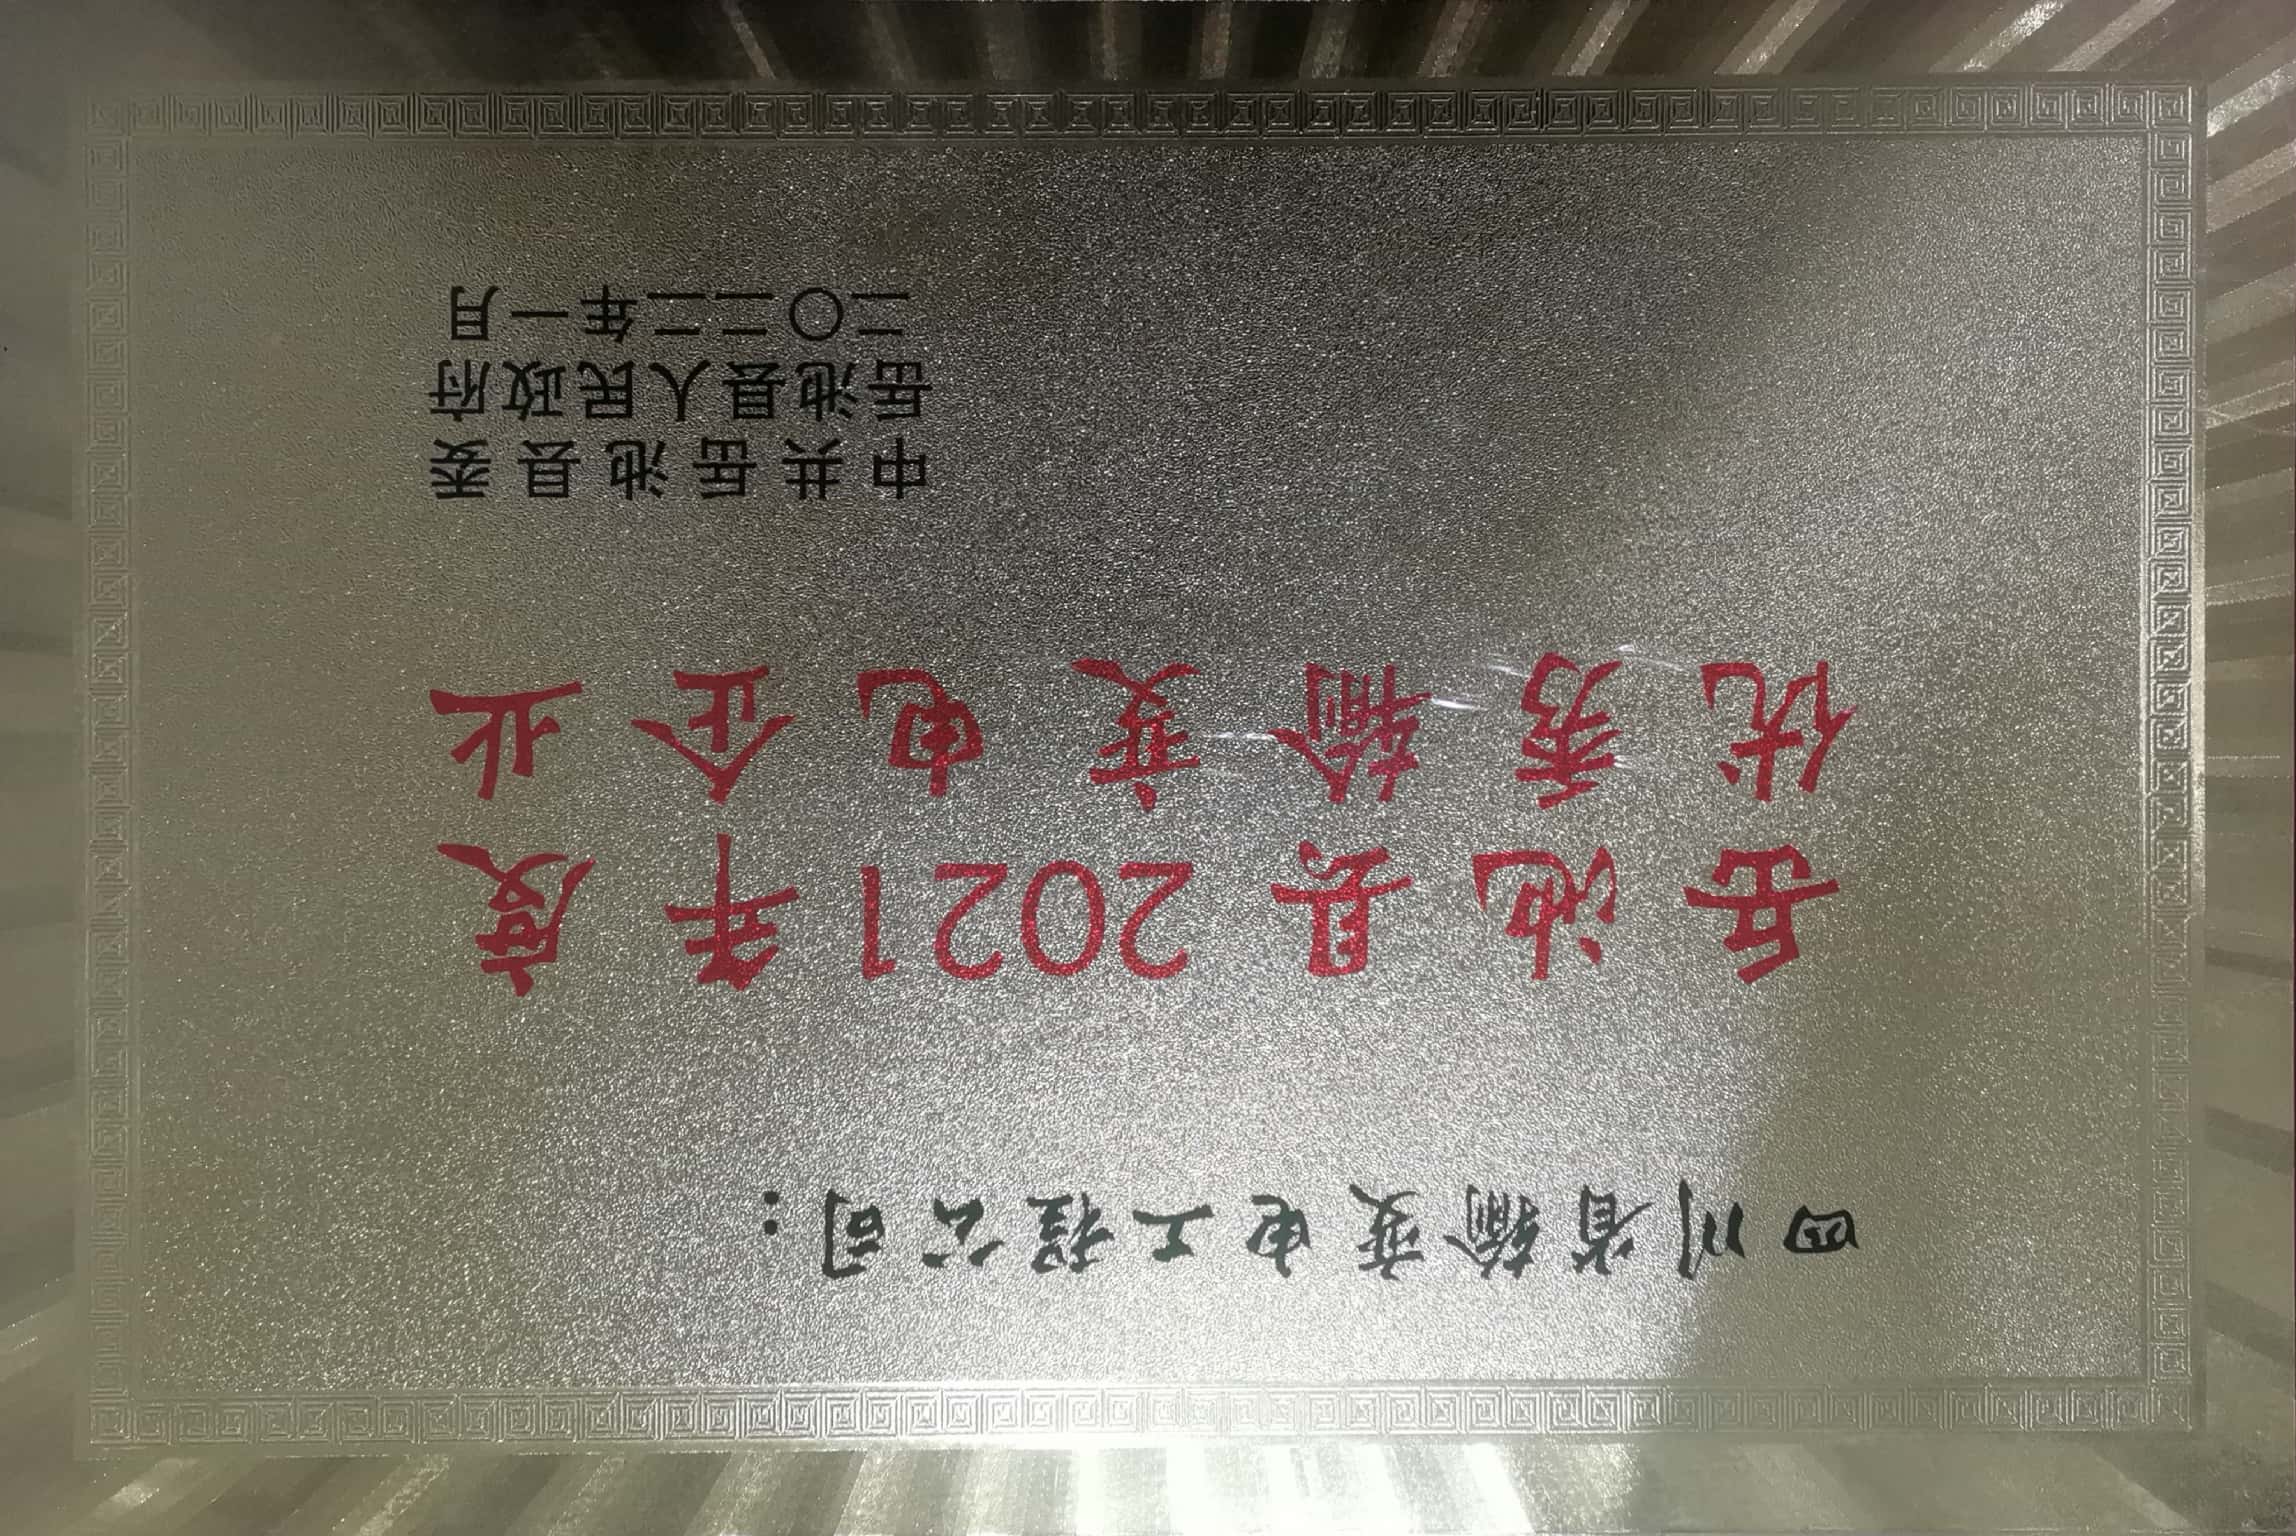 四川省输变电工程公司：
岳池县2021年度
优秀输变电企业
中共岳池县委
岳池县人民政府
二〇二二年一月